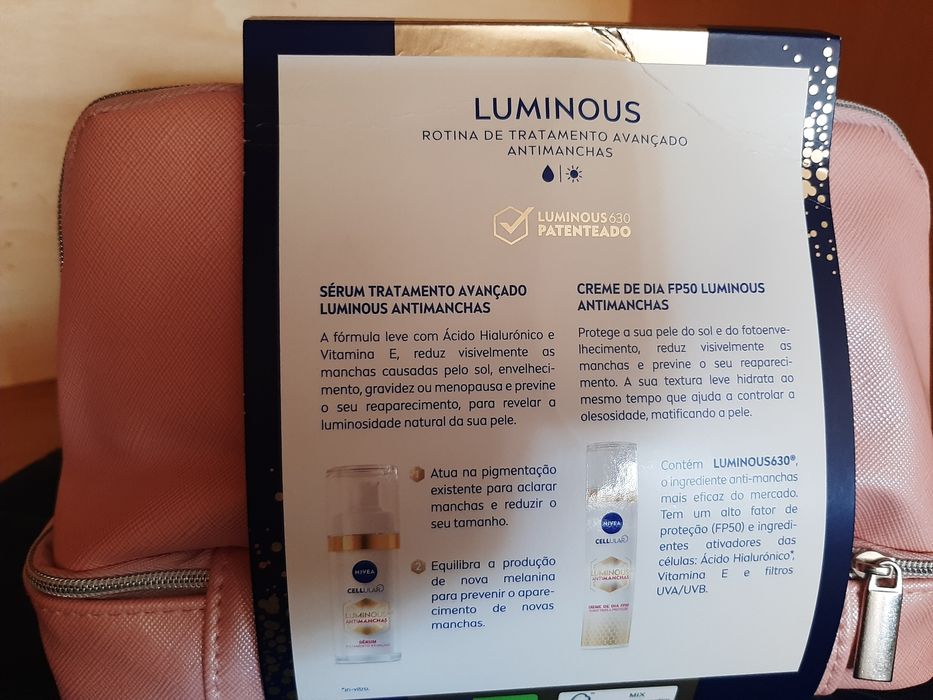 LUMINOUS
ROTINA DE TRATAMENTO AVANÇADO
ANTIMANCHAS
LUMINOUS630
PATENTEADO
SÉRUM TRATAMENTO AVANÇADO
LUMINOUS ANTIMANCHAS
A fórmula leve com Ácido Hialurónico e
Vitamina E, reduz visivelmente as
manchas causadas pelo sol, envelheci-
mento, gravidez ou menopausa e previne
o seu reaparecimento, para revelar a
luminosidade natural da sua pele.
1 Atua na pigmentação
existente para aclarar
manchas e reduzir o
seu tamanho.
2 Equilibra a produção
de nova melanina
para prevenir o apare-
cimento de novas
manchas.
NIVEA
CELLULAR
LUMINOUS
ANTIMANCHAS
SÉRUM
TRATAMENTO AVANÇADO
*in-vitro.
CREME DE DIA FP50 LUMINOUS
ANTIMANCHAS
Protege a sua pele do sol e do fotoenve-
lhecimento, reduz visivelmente as
manchas e previne o seu reapareci-
mento. A sua textura leve hidrata ao
mesmo tempo que ajuda a controlar a
olesosidade, matificando a pele.
NIVEA
CELLULAR
LUMINOUS
ANTIMANCHAS
CREME DE DIA FP50
Contém LUMINOUS630®,
o ingrediente anti-manchas
mais eficaz do mercado.
Tem um alto fator de
proteção (FP50) e ingredi-
entes ativadores das
células: Ácido Hialurónico*,
Vitamina E e filtros
UVA/UVB.
MIX